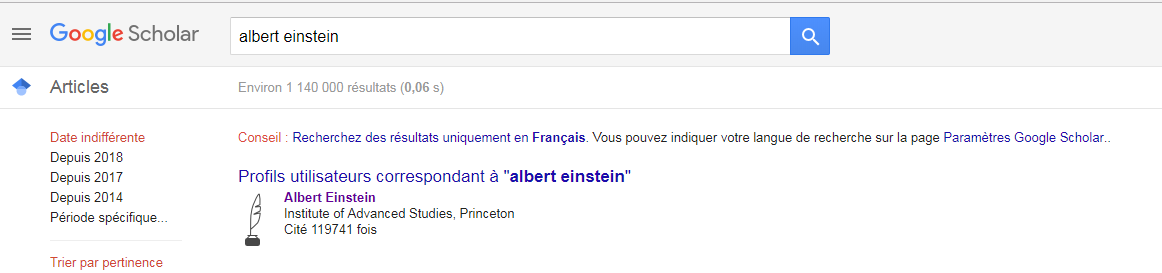 Google Scholar
albert einstein
Articles
Environ 1 140 000 résultats (0,06 s)
Date indifférente
Depuis 2018
Depuis 2017
Depuis 2014
Période spécifique...
Trier par pertinence
Conseil : Recherchez des résultats uniquement en Français. Vous pouvez indiquer votre langue de recherche sur la page Paramètres Google Scholar..
Profils utilisateurs correspondant à "albert einstein"
Albert Einstein
Institute of Advanced Studies, Princeton
Cité 119741 fois